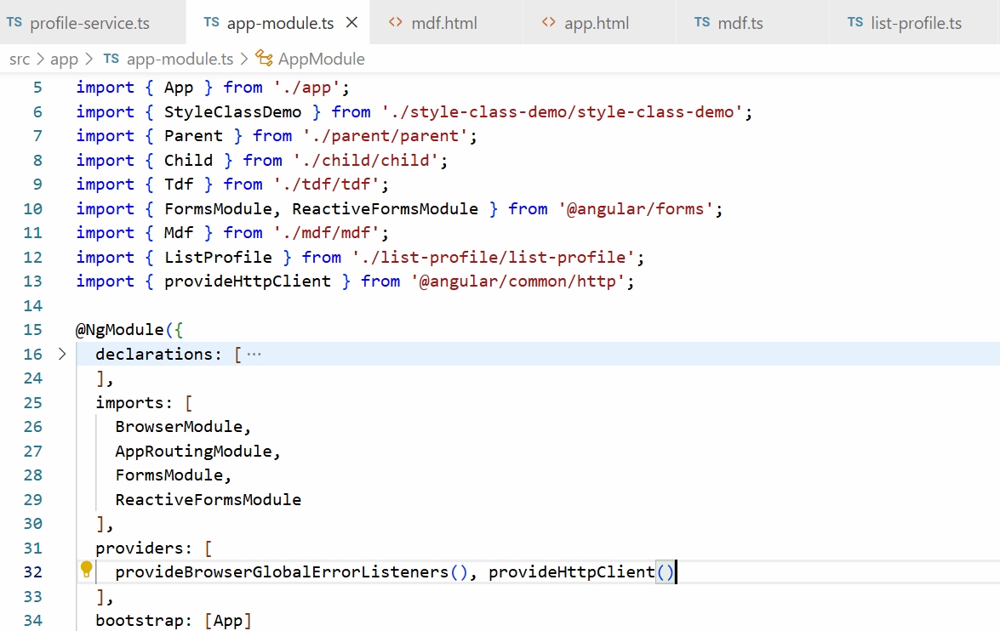 TS profile-service.ts TS app-module.ts × <> mdf.html <> app.html TS mdf.ts TS list-profile.ts
src > app > TS app-module.ts > AppModule
5 import { App } from './app';
6 import { StyleClassDemo } from './style-class-demo/style-class-demo';
7 import { Parent } from './parent/parent';
8 import { Child } from './child/child';
9 import { Tdf } from './tdf/tdf';
10 import { FormsModule, ReactiveFormsModule } from '@angular/forms';
11 import { Mdf } from './mdf/mdf';
12 import { ListProfile } from './list-profile/list-profile';
13 import { provideHttpClient } from '@angular/common/http';
14
15 @NgModule({
16 > declarations: [ ···
24 ],
25 imports: [
26 BrowserModule,
27 AppRoutingModule,
28 FormsModule,
29 ReactiveFormsModule
30 ],
31 providers: [
32 provideBrowserGlobalErrorListeners(), provideHttpClient()
33 ],
34 bootstrap: [App]